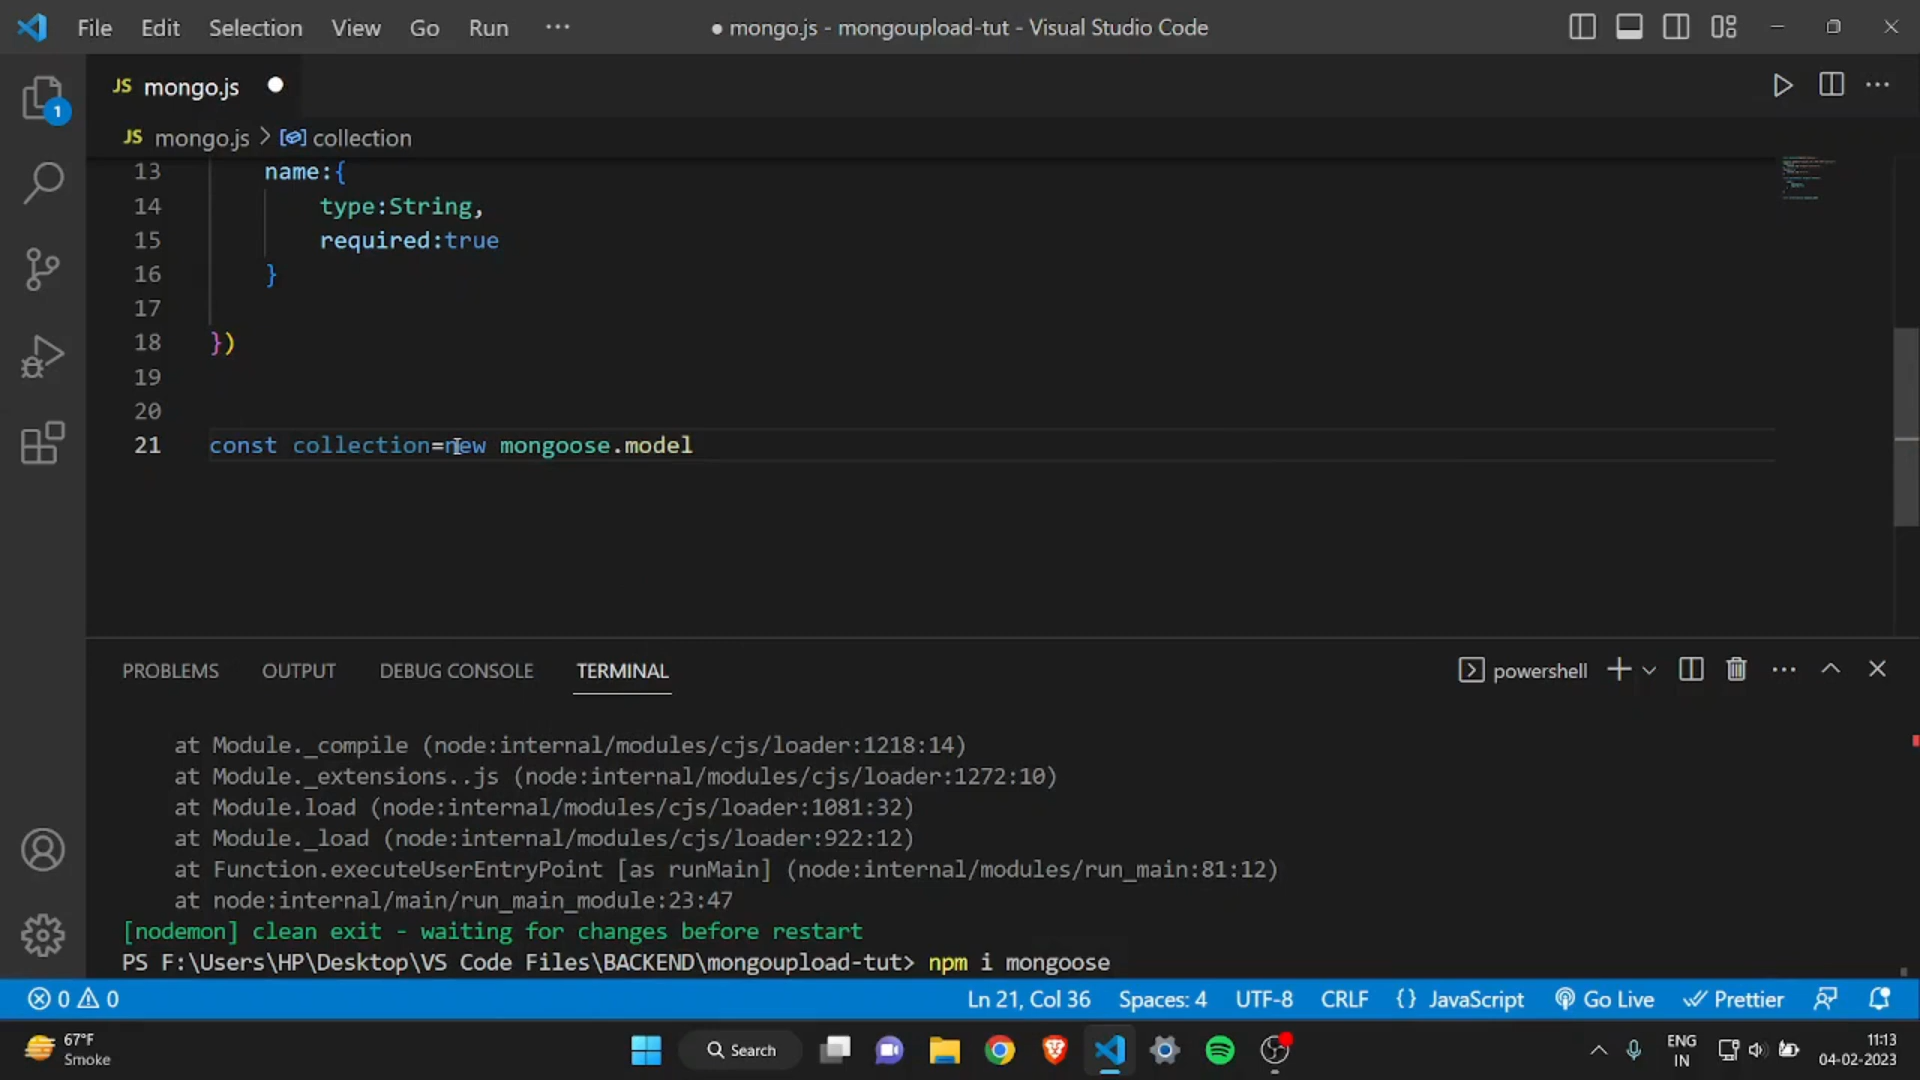 File Edit Selection View Go Run ···
● mongo.js - mongoupload-tut - Visual Studio Code
1
JS mongo.js ●
JS mongo.js > collection
13 name:{
14 type:String,
15 required:true
16 }
17
18 })
19
20
21 const collection=new mongoose.model
PROBLEMS OUTPUT DEBUG CONSOLE TERMINAL
powershell
at Module._compile (node:internal/modules/cjs/loader:1218:14)
at Module._extensions..js (node:internal/modules/cjs/loader:1272:10)
at Module.load (node:internal/modules/cjs/loader:1081:32)
at Module._load (node:internal/modules/cjs/loader:922:12)
at Function.executeUserEntryPoint [as runMain] (node:internal/modules/run_main:81:12)
at node:internal/main/run_main_module:23:47
[nodemon] clean exit - waiting for changes before restart
PS F:\Users\HP\Desktop\VS Code Files\BACKEND\mongoupload-tut> npm i mongoose
0 0 Ln 21, Col 36 Spaces: 4 UTF-8 CRLF {} JavaScript Go Live Prettier
67°F
Smoke
Search
ENG
IN
11:13
04-02-2023